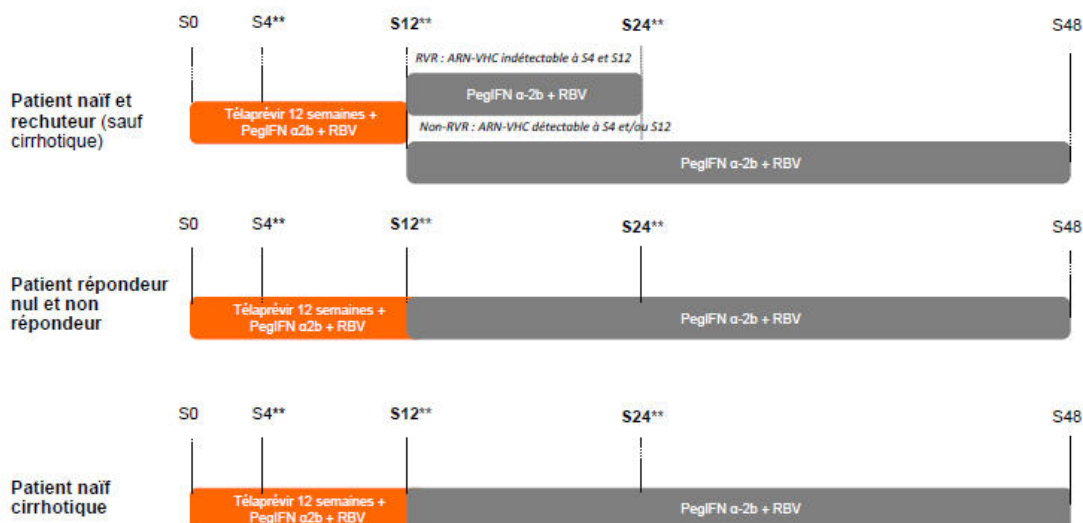 S0 S4** S12** S24** S48
RVR : ARN-VHC indétectable à S4 et S12
PegIFN α-2b + RBV
Patient naïf et
rechuteur (sauf
cirrhotique)
Télaprévir 12 semaines +
PegIFN α2b + RBV
Non-RVR : ARN-VHC détectable à S4 et/ou S12
PegIFN α-2b + RBV
S0 S4** S12** S24** S48
Patient répondeur
nul et non
répondeur
Télaprévir 12 semaines +
PegIFN α2b + RBV
PegIFN α-2b + RBV
S0 S4** S12** S24** S48
Patient naïf
cirrhotique
Télaprévir 12 semaines +
PegIFN α2b + RBV
PegIFN α-2b + RBV